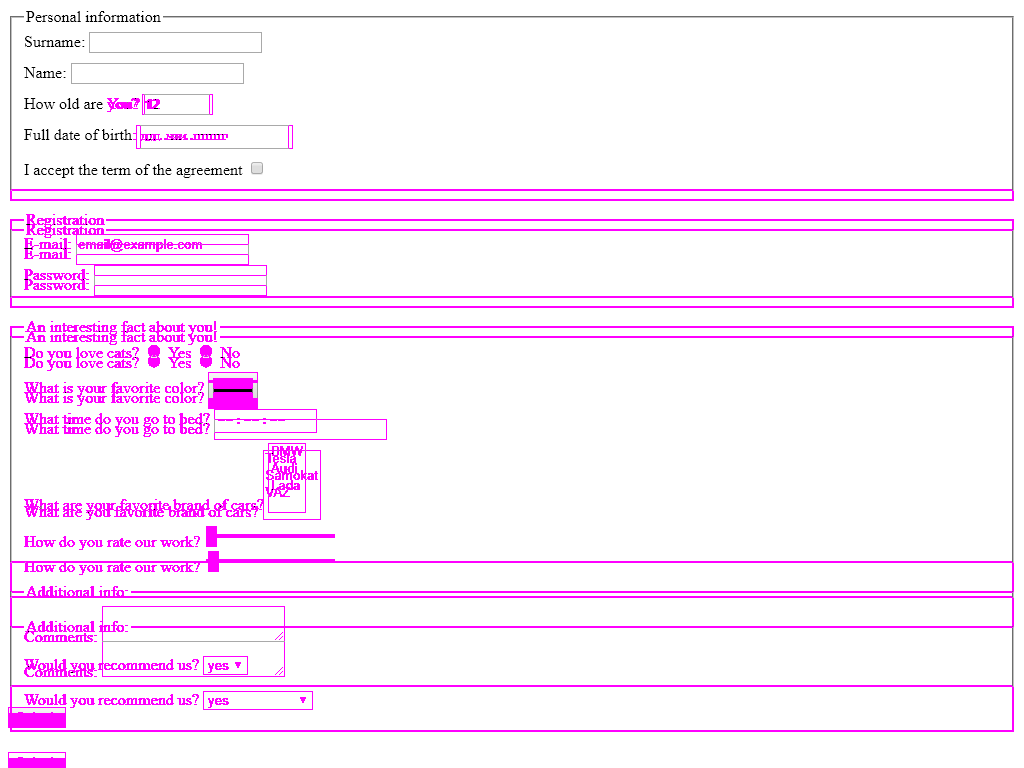 Personal information
Surname:
Name:
How old are you? 12
Full date of birth:
I accept the term of the agreement
Registration
Registration
E-mail: email@example.com
E-mail:
Password:
Password:
An interesting fact about you!
An interesting fact about you!
Do you love cats? Yes No
Do you love cats? Yes No
What is your favorite color?
What is your favorite color?
What time do you go to bed? --:--:--
What time do you go to bed?
BMW
Tesla
Audi
Samokat
Lada
VAZ
What are your favorite brand of cars?
What are you favorite brand of cars?
How do you rate our work?
How do you rate our work?
Additional info:
Additional info:
Comments:
Would you recommend us? yes
Comments:
Would you recommend us? yes